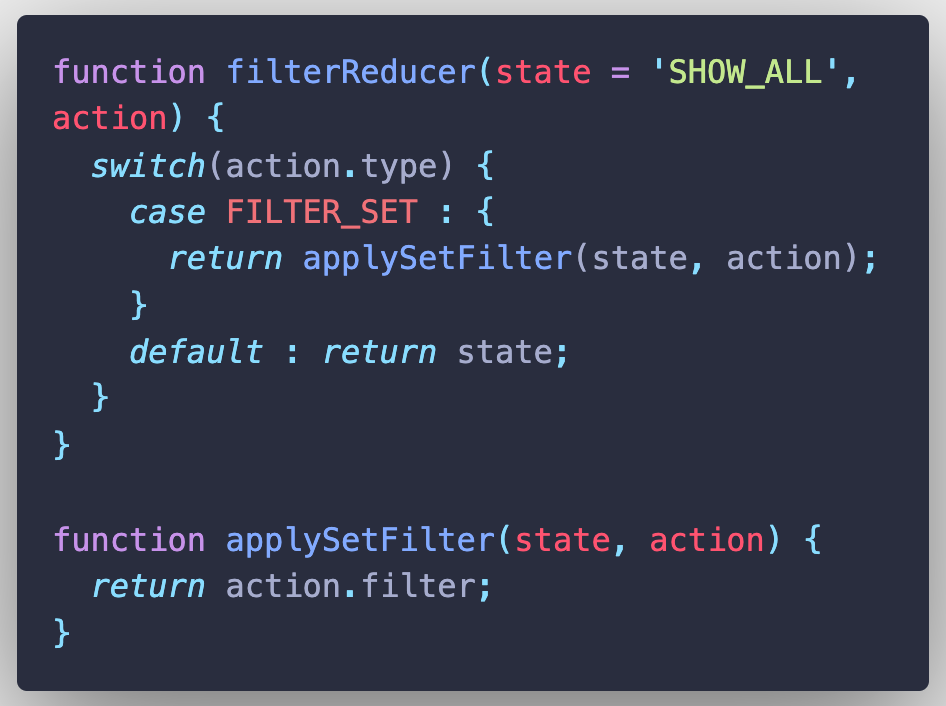 function filterReducer(state = 'SHOW_ALL',
action) {
  switch(action.type) {
    case FILTER_SET : {
      return applySetFilter(state, action);
    }
    default : return state;
  }
}

function applySetFilter(state, action) {
  return action.filter;
}